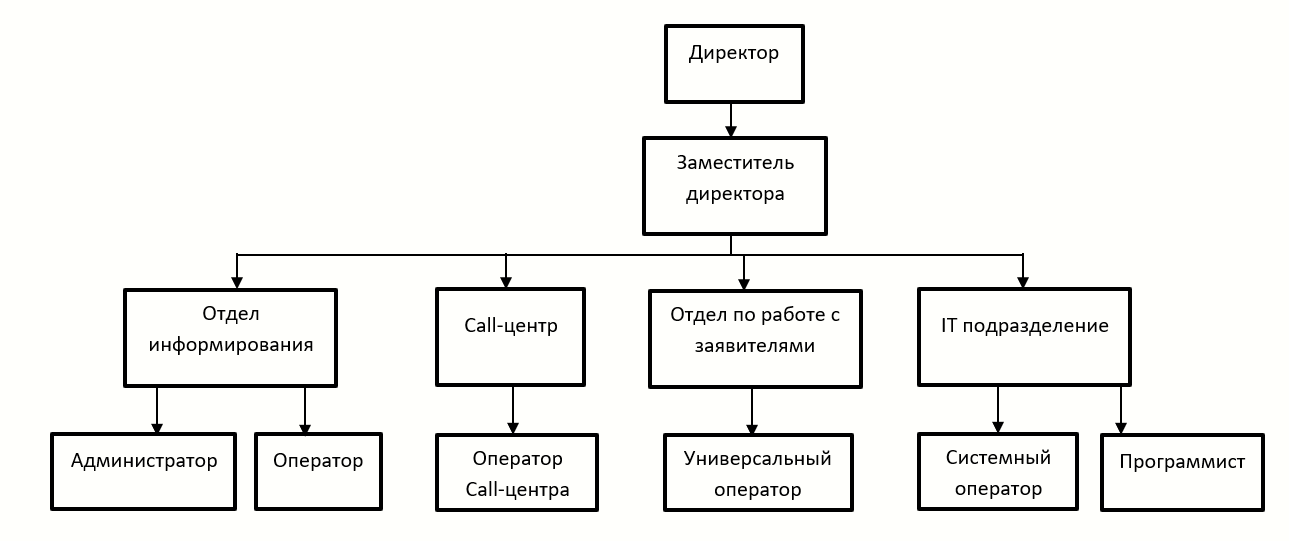 Директор
Заместитель
директора
Отдел
информирования
Call-центр
Отдел по работе с
заявителями
IT подразделение
Администратор
Оператор
Оператор
Call-центра
Универсальный
оператор
Системный
оператор
Программист